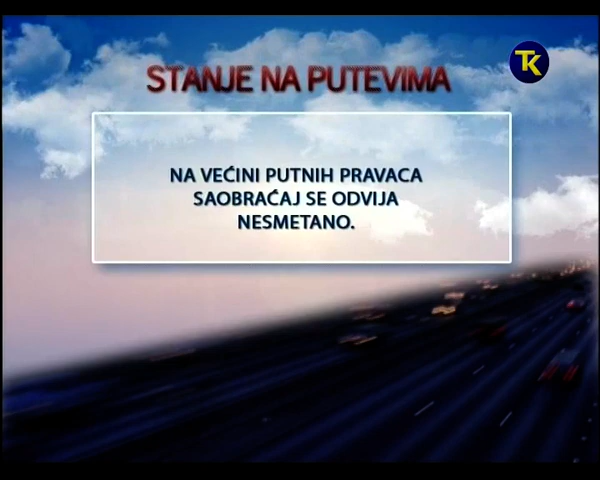 TK
STANJE NA PUTEVIMA
NA VEĆINI PUTNIH PRAVACA
SAOBRAĆAJ SE ODVIJA
NESMETANO.